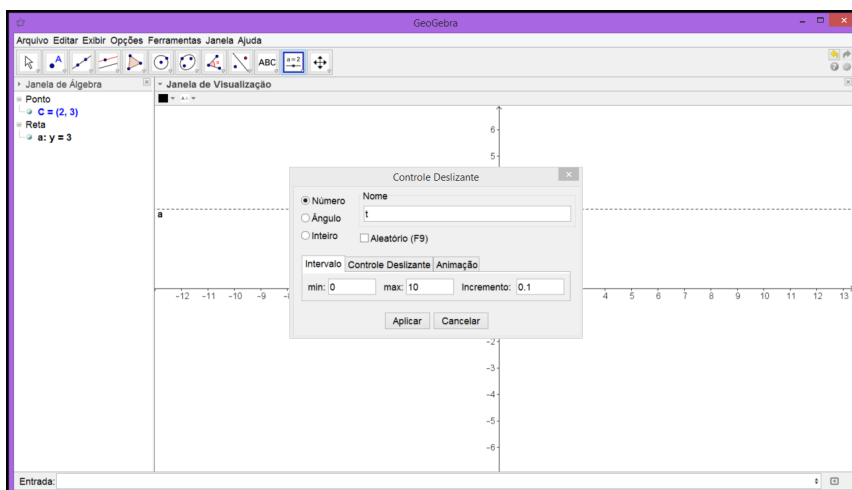 GeoGebra
Arquivo Editar Exibir Opções Ferramentas Janela Ajuda
A
ABC
a=2
Janela de Álgebra
Janela de Visualização
Ponto
C = (2, 3)
Reta
a: y = 3
6
5
a
Controle Deslizante
Número
Ângulo
Inteiro
Nome
t
Aleatório (F9)
Intervalo Controle Deslizante Animação
min: 0 max: 10 Incremento: 0.1
Aplicar Cancelar
-12 -11 -10 -9 4 5 6 7 8 9 10 11 12 13
-2
-3
-4
-5
-6
Entrada: